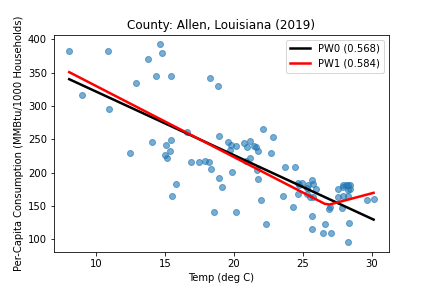 County: Allen, Louisiana (2019)
PW0 (0.568)
PW1 (0.584)
Per-Capita Consumption (MMBtu/1000 Households)
400
350
300
250
200
150
100
10 15 20 25 30
Temp (deg C)